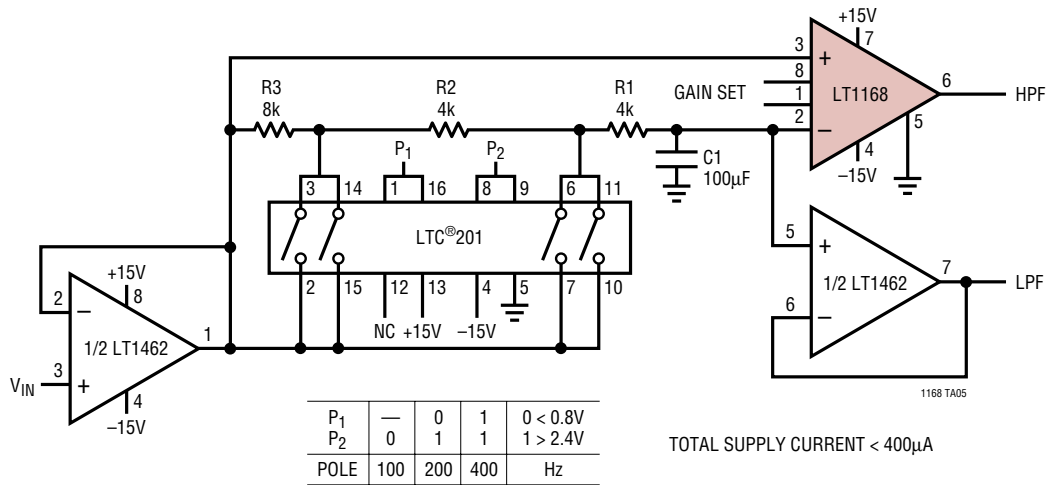 +15V
7
3
+
8
GAIN SET
1
LT1168
6
HPF
2
–
5
4
–15V
R3
8k
R2
4k
R1
4k
C1
100µF
P1
P2
3
14
1
16
8
9
6
11
LTC®201
2
15
12
13
4
5
7
10
NC
+15V
–15V
+15V
8
2
–
1/2 LT1462
1
VIN
3
+
4
–15V
5
+
1/2 LT1462
7
LPF
6
–
1168 TA05
P1 — 0 1 0 < 0.8V
P2 0 1 1 1 > 2.4V
POLE 100 200 400 Hz
TOTAL SUPPLY CURRENT < 400µA